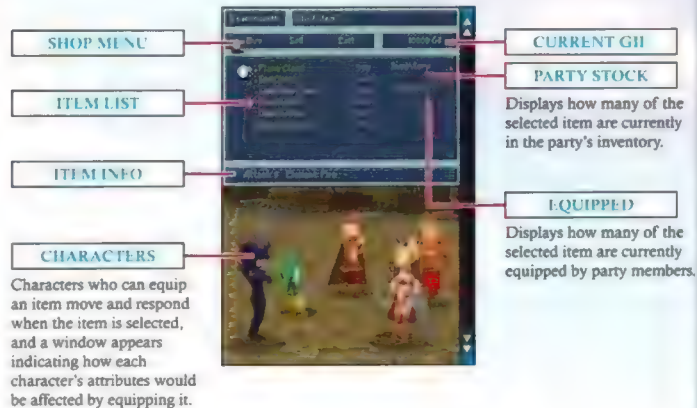 SHOP MENU
ITEM LIST
ITEM INFO
CHARACTERS
Characters who can equip
an item move and respond
when the item is selected,
and a window appears
indicating how each
character's attributes would
be affected by equipping it.
Buy Sell Exit
CURRENT Gil
PARTY STOCK
Displays how many of the
selected item are currently
in the party's inventory.
EQUIPPED
Displays how many of the
selected item are currently
equipped by party members.